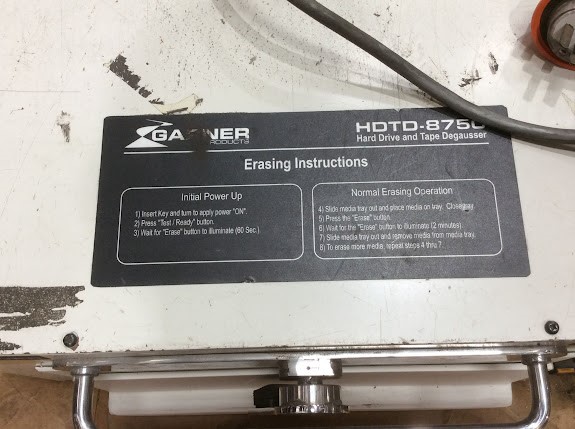 GARNER
PRODUCTS
HDTD-8750
Hard Drive and Tape Degausser
Erasing Instructions
Initial Power Up
1) Insert Key and turn to apply power "ON".
2) Press "Test / Ready" button.
3) Wait for "Erase" button to illuminate (60 Sec.)
Normal Erasing Operation
4) Slide media tray out and place media on tray. Close tray.
5) Press the "Erase" button.
6) Wait for the "Erase" button to illuminate (2 minutes).
7) Slide media tray out and remove media from media tray.
8) To erase more media, repeat steps 4 thru 7.